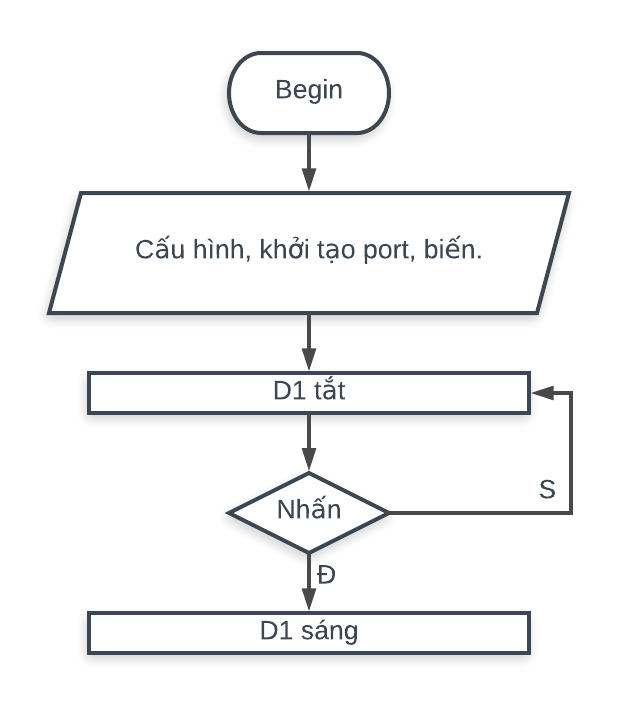 Begin
Cấu hình, khởi tạo port, biến.
D1 tắt
Nhấn
S
Đ
D1 sáng